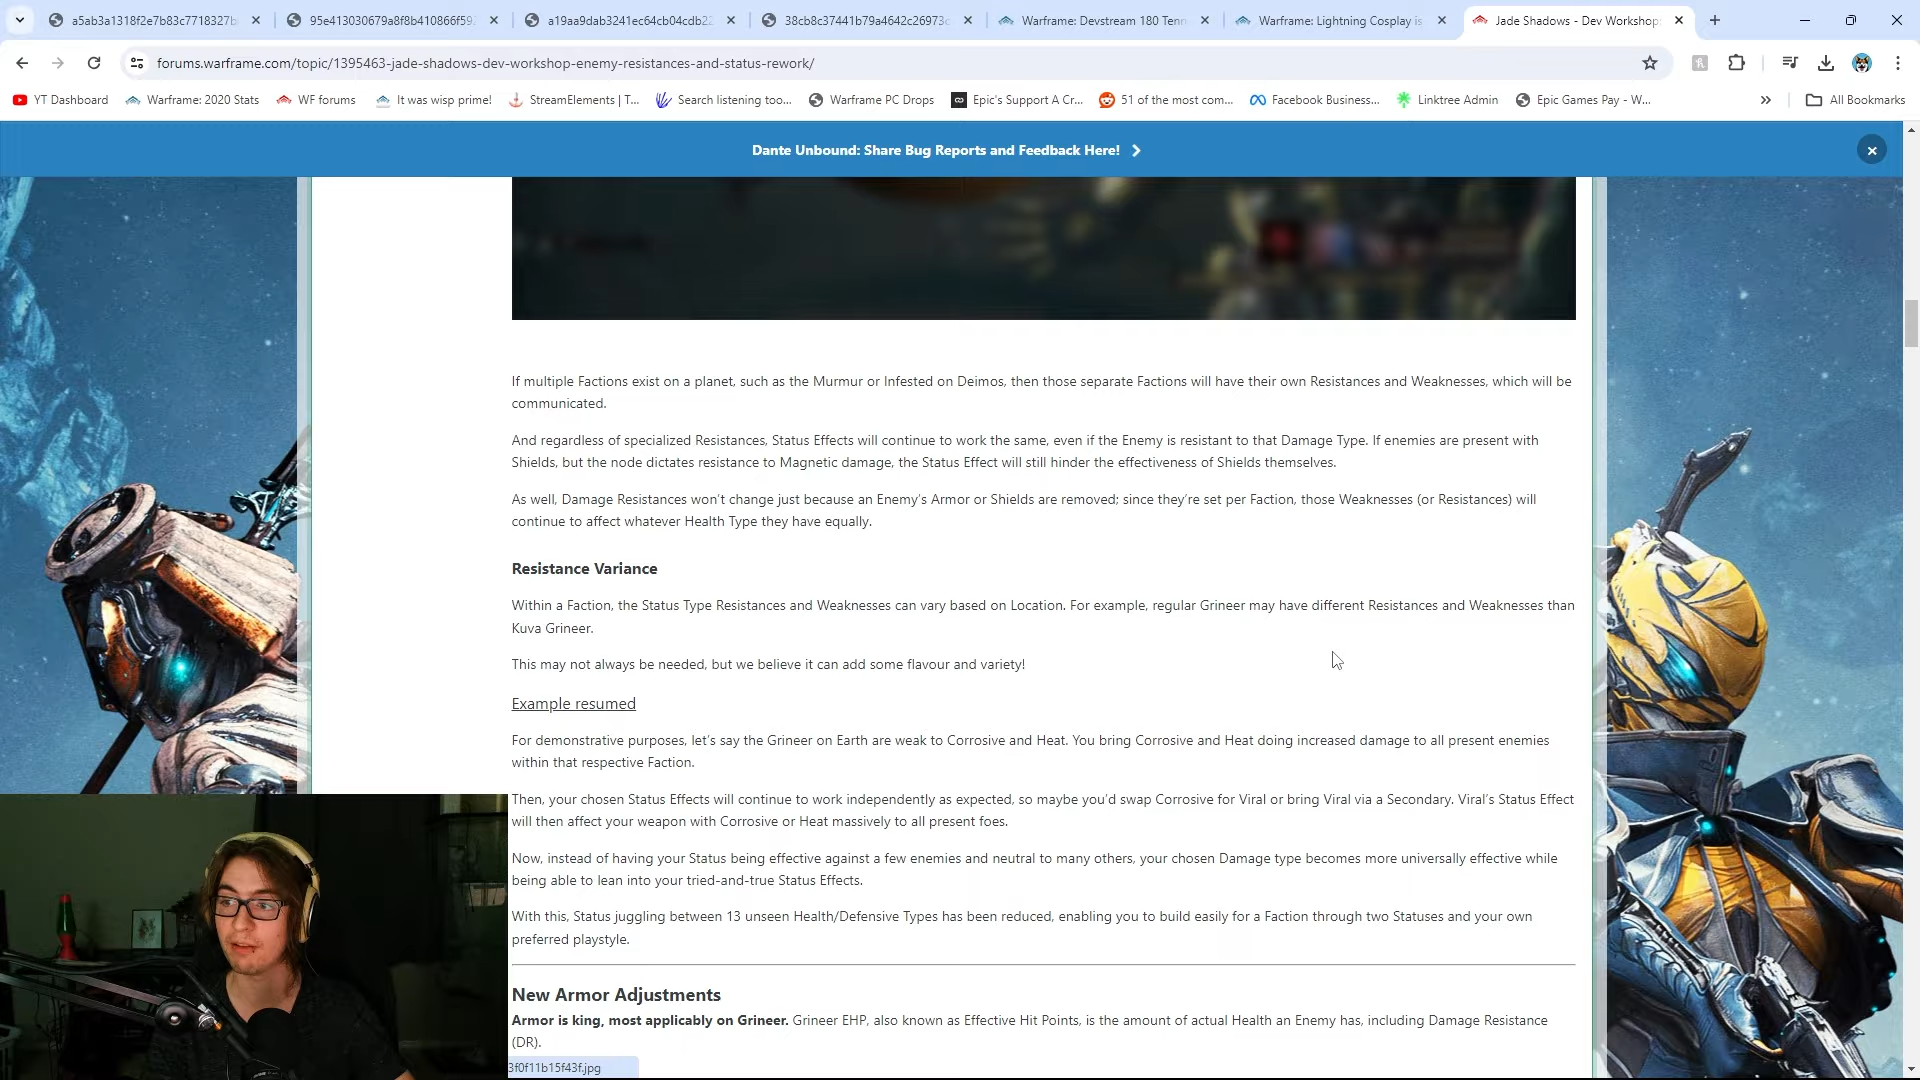 a5ab3a1318f2e7b83c7718327b
95e413030679a8f8b410866f59
a19aa9dab3241ec64cb04cdb22
38cb8c37441b79a4642c26973c
Warframe: Devstream 180 Tenn
Warframe: Lightning Cosplay is
Jade Shadows - Dev Workshop:
forums.warframe.com/topic/1395463-jade-shadows-dev-workshop-enemy-resistances-and-status-rework/
YT Dashboard
Warframe: 2020 Stats
WF forums
It was wisp prime!
StreamElements | T...
Search listening too...
Warframe PC Drops
Epic's Support A Cr...
51 of the most com...
Facebook Business...
Linktree Admin
Epic Games Pay - W...
All Bookmarks
Dante Unbound: Share Bug Reports and Feedback Here!
If multiple Factions exist on a planet, such as the Murmur or Infested on Deimos, then those separate Factions will have their own Resistances and Weaknesses, which will be
communicated.
And regardless of specialized Resistances, Status Effects will continue to work the same, even if the Enemy is resistant to that Damage Type. If enemies are present with
Shields, but the node dictates resistance to Magnetic damage, the Status Effect will still hinder the effectiveness of Shields themselves.
As well, Damage Resistances won't change just because an Enemy's Armor or Shields are removed; since they're set per Faction, those Weaknesses (or Resistances) will
continue to affect whatever Health Type they have equally.
Resistance Variance
Within a Faction, the Status Type Resistances and Weaknesses can vary based on Location. For example, regular Grineer may have different Resistances and Weaknesses than
Kuva Grineer.
This may not always be needed, but we believe it can add some flavour and variety!
Example resumed
For demonstrative purposes, let's say the Grineer on Earth are weak to Corrosive and Heat. You bring Corrosive and Heat doing increased damage to all present enemies
within that respective Faction.
Then, your chosen Status Effects will continue to work independently as expected, so maybe you'd swap Corrosive for Viral or bring Viral via a Secondary. Viral's Status Effect
will then affect your weapon with Corrosive or Heat massively to all present foes.
Now, instead of having your Status being effective against a few enemies and neutral to many others, your chosen Damage type becomes more universally effective while
being able to lean into your tried-and-true Status Effects.
With this, Status juggling between 13 unseen Health/Defensive Types has been reduced, enabling you to build easily for a Faction through two Statuses and your own
preferred playstyle.
New Armor Adjustments
Armor is king, most applicably on Grineer. Grineer EHP, also known as Effective Hit Points, is the amount of actual Health an Enemy has, including Damage Resistance
(DR).
3f0f11b15f43f.jpg